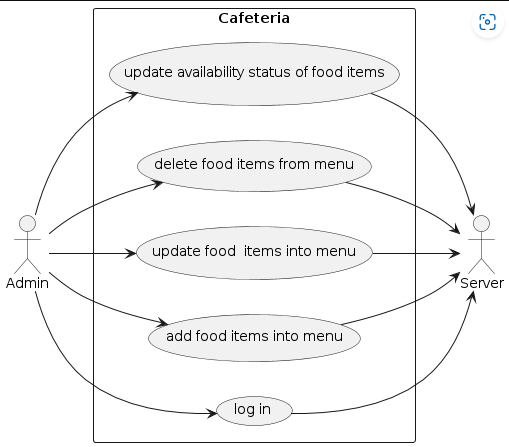 Cafeteria
update availability status of food items
delete food items from menu
update food  items into menu
Admin
Server
add food items into menu
log in